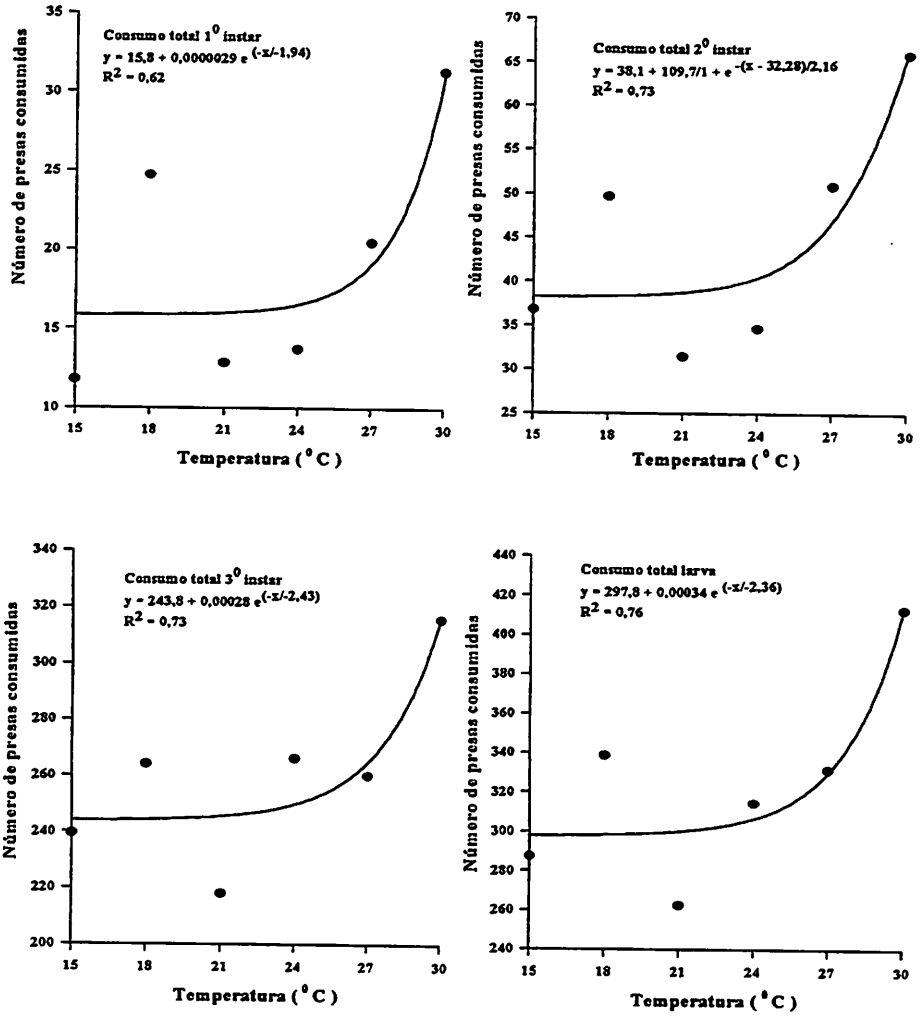 Consumo total 1⁰ instar
y = 15,8 + 0,0000029 e (-x/-1,94)
R2 = 0,62
Número de presas consumidas
35
30
25
20
15
10
15 18 21 24 27 30
Temperatura (⁰C)
Consumo total 2⁰ instar
y = 38,1 + 109,7/1 + e -(x - 32,28)/2,16
R2 = 0,73
Número de presas consumidas
70
65
60
55
50
45
40
35
30
25
15 18 21 24 27 30
Temperatura (⁰C)
Consumo total 3⁰ instar
y = 243,8 + 0,00028 e(-x/-2,43)
R2 = 0,73
Número de presas consumidas
340
320
300
280
260
240
220
200
15 18 21 24 27 30
Temperatura (⁰C)
Consumo total larva
y = 297,8 + 0,00034 e (-x/-2,36)
R2 = 0,76
Número de presas consumidas
440
420
400
380
360
340
320
300
280
260
240
15 18 21 24 27 30
Temperatura (⁰C)